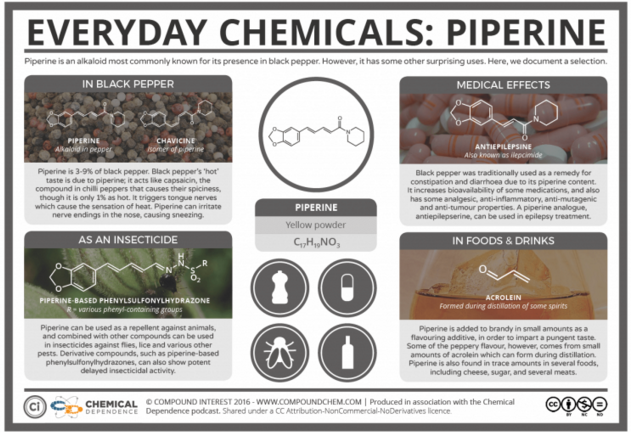 EVERYDAY CHEMICALS: PIPERINE
Piperine is an alkaloid most commonly known for its presence in black pepper. However, it has some other surprising uses. Here, we document a selection.
IN BLACK PEPPER
PIPERINE
Alkaloid in pepper
CHAVICINE
Isomer of piperine
Piperine is 3-9% of black pepper. Black pepper's 'hot'
taste is due to piperine; it acts like capsaicin, the
compound in chilli peppers that causes their spiciness,
though it is only 1% as hot. It triggers tongue nerves
which cause the sensation of heat. Piperine can irritate
nerve endings in the nose, causing sneezing.
AS AN INSECTICIDE
N
N
H
S
O₂
R
O
O
PIPERINE-BASED PHENYLSULFONYLHYDRAZONE
R = various phenyl-containing groups
Piperine can be used as a repellent against animals,
and combined with other compounds can be used
in insecticides against flies, lice and various other
pests. Derivative compounds, such as piperine-based
phenylsulfonylhydrazones, can also show potent
delayed insecticidal activity.
O
O
O
N
PIPERINE
Yellow powder
C₁₇H₁₉NO₃
MEDICAL EFFECTS
O
O
O
N
ANTIEPILEPSINE
Also known as ilepcimide
Black pepper was traditionally used as a remedy for
constipation and diarrhoea due to its piperine content.
It increases bioavailability of some medications, and also
has some analgesic, anti-inflammatory, anti-mutagenic
and anti-tumour properties. A piperine analogue,
antiepilepserine, can be used in epilepsy treatment.
IN FOODS & DRINKS
O
ACROLEIN
Formed during distillation of some spirits
Piperine is added to brandy in small amounts as a
flavouring additive, in order to impart a pungent taste.
Some of the peppery flavour, however, comes from small
amounts of acrolein which can form during distillation.
Piperine is also found in trace amounts in several foods,
including cheese, sugar, and several meats.
Ci
CD
CHEMICAL
DEPENDENCE
© COMPOUND INTEREST 2016 - WWW.COMPOUNDCHEM.COM | Produced in association with the Chemical
Dependence podcast. Shared under a CC Attribution-NonCommercial-NoDerivatives licence.
CC
BY
NC
ND